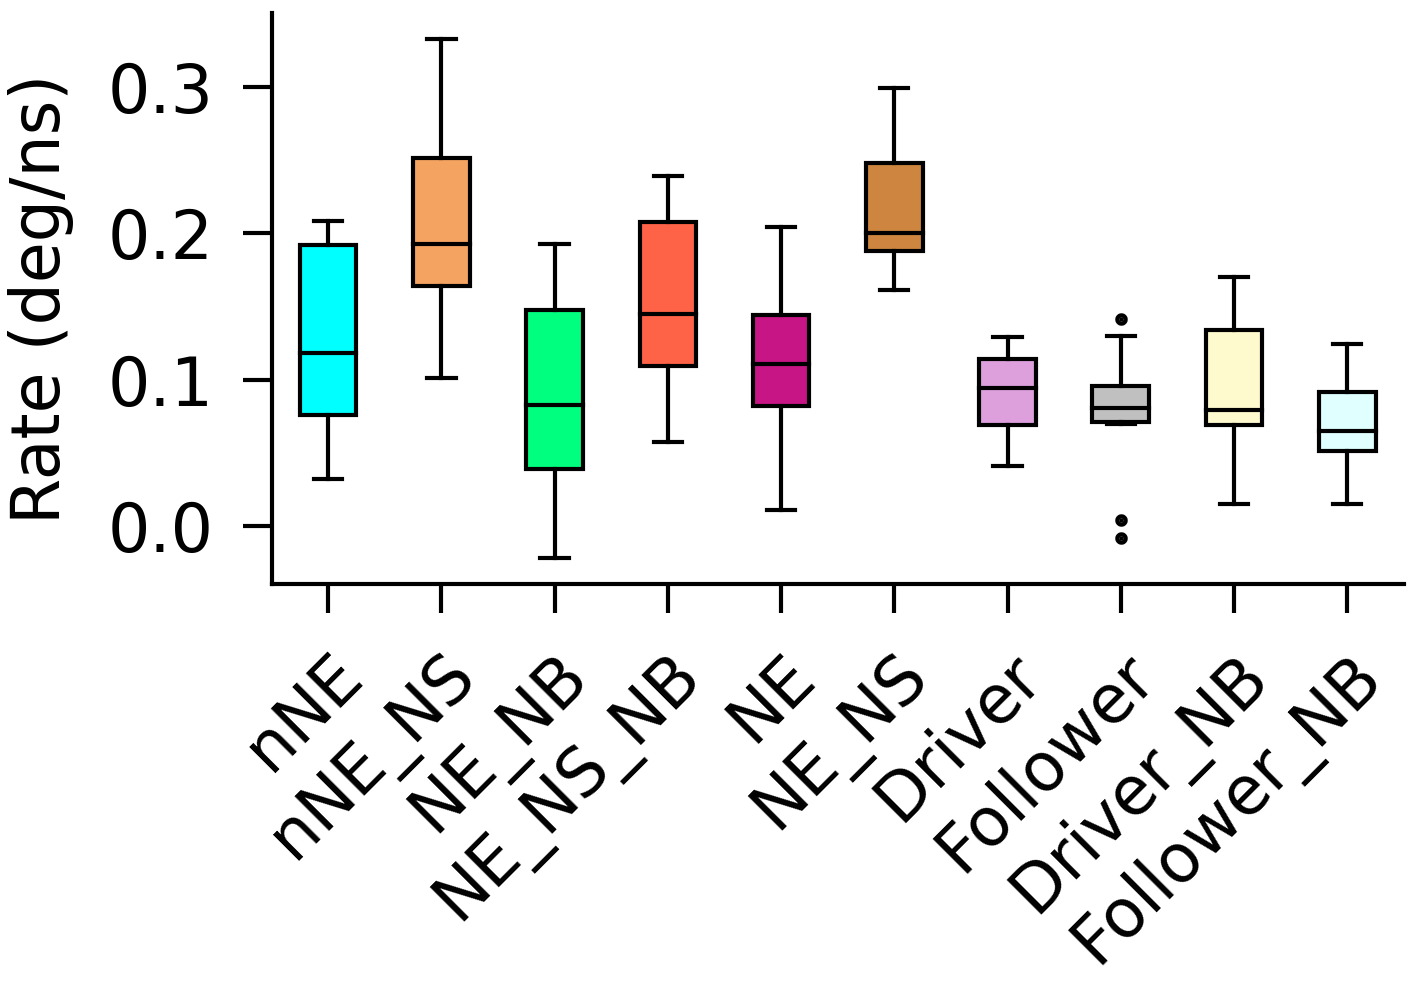 Rate (deg/ns)
0.3
0.2
0.1
0.0
nNE
nNE_NS
NE_NB
NE_NS_NB
NE
NE_NS
Driver
Follower
Driver_NB
Follower_NB